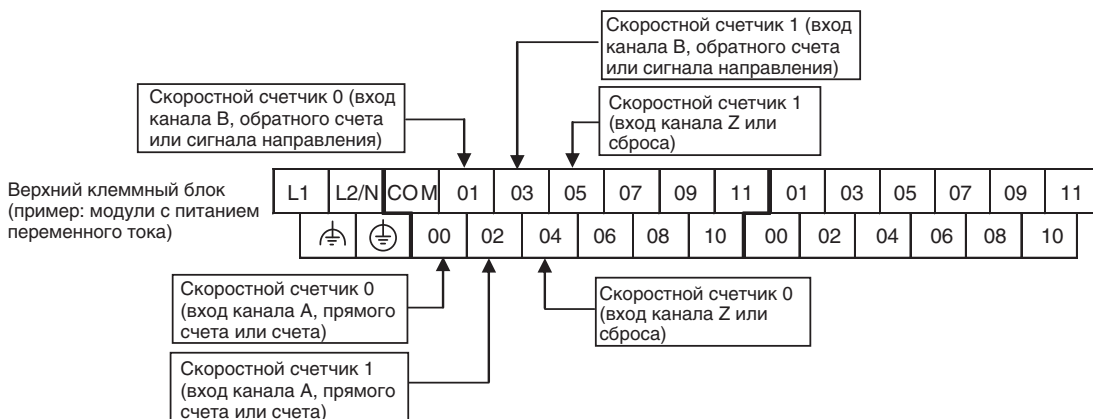 Скоростной счетчик 1 (вход
канала B, обратного счета
или сигнала направления)
Скоростной счетчик 0 (вход
канала B, обратного счета
или сигнала направления)
Скоростной счетчик 1
(вход канала Z или
сброса)
Верхний клеммный блок
(пример: модули с питанием
переменного тока)
L1 L2/N COM 01 03 05 07 09 11 01 03 05 07 09 11
00 02 04 06 08 10 00 02 04 06 08 10
Скоростной счетчик 0
(вход канала A, прямого
счета или счета)
Скоростной счетчик 0
(вход канала Z или
сброса)
Скоростной счетчик 1
(вход канала A, прямого
счета или счета)